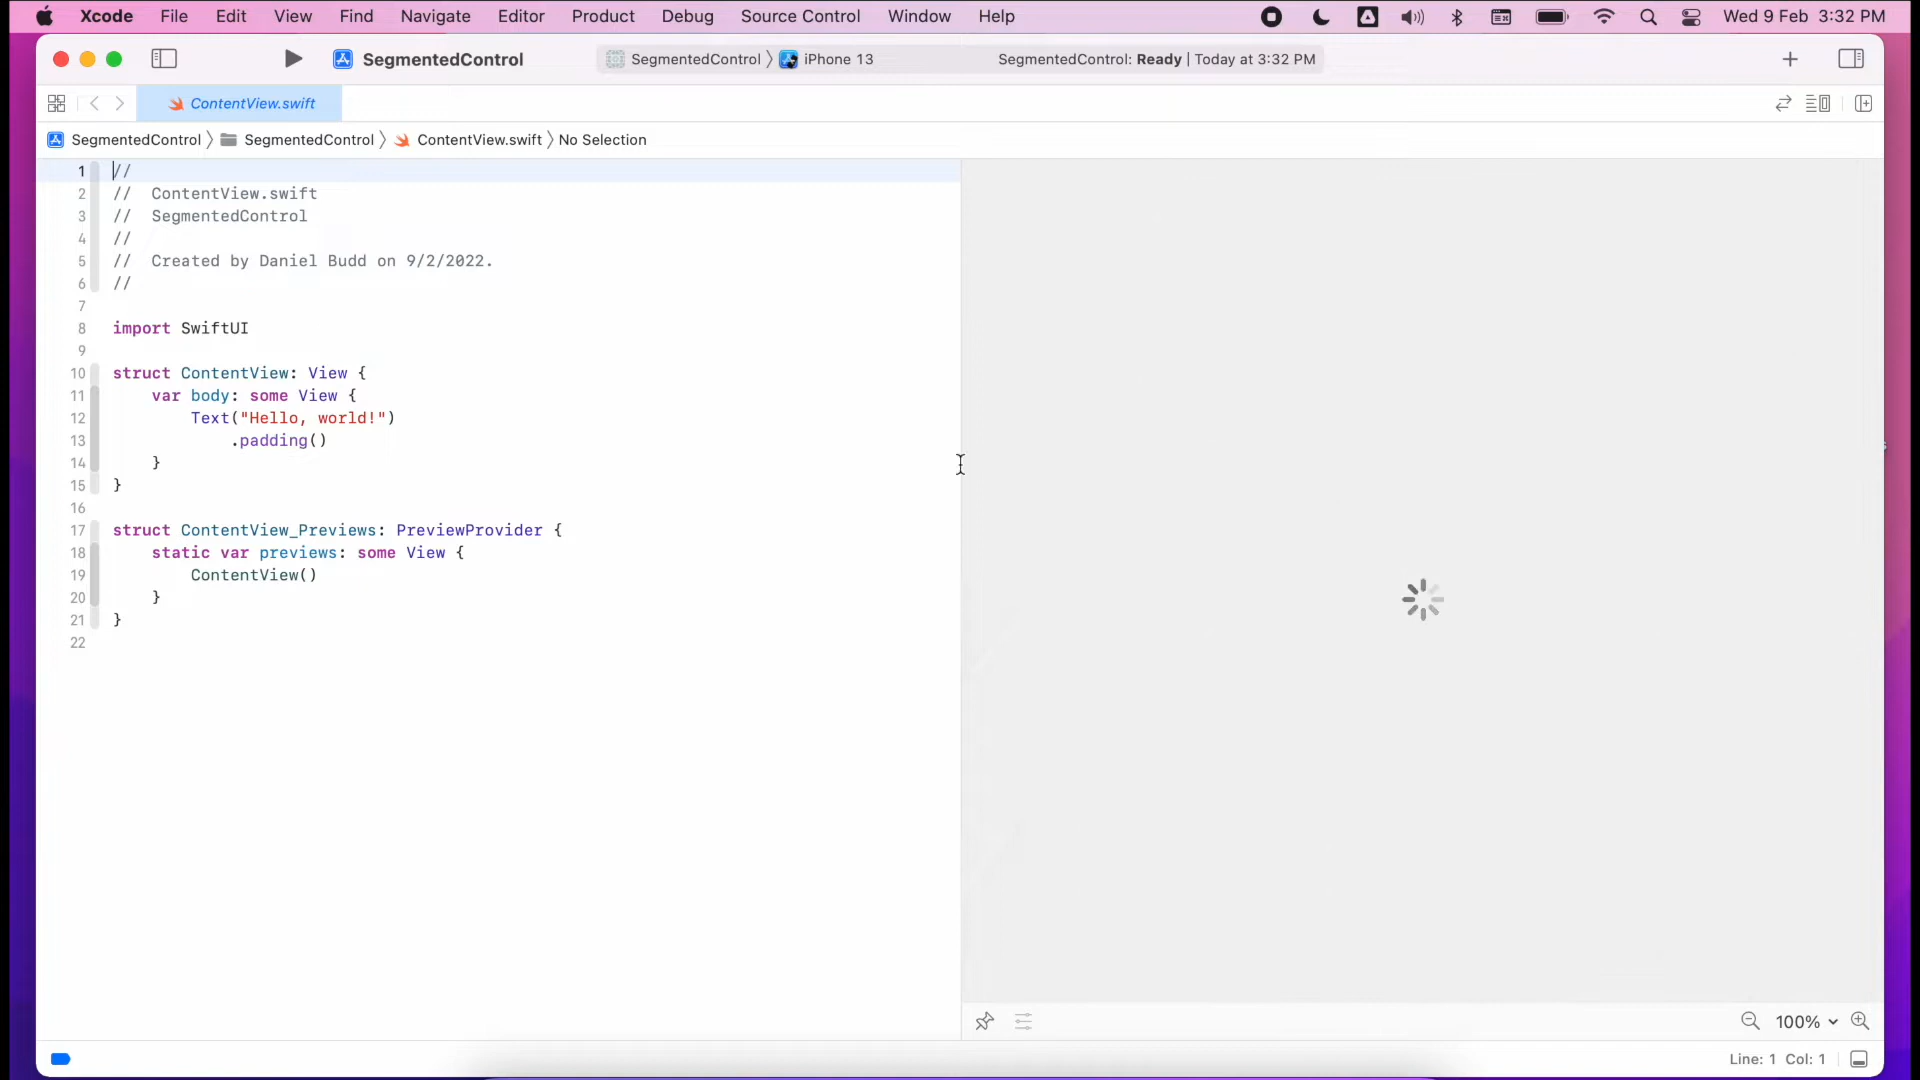 Xcode File Edit View Find Navigate Editor Product Debug Source Control Window Help Wed 9 Feb 3:32 PM
SegmentedControl SegmentedControl iPhone 13 SegmentedControl: Ready | Today at 3:32 PM
ContentView.swift
SegmentedControl SegmentedControl ContentView.swift No Selection
1 //
2 // ContentView.swift
3 // SegmentedControl
4 //
5 // Created by Daniel Budd on 9/2/2022.
6 //
7
8 import SwiftUI
9
10 struct ContentView: View {
11 var body: some View {
12 Text("Hello, world!")
13 .padding()
14 }
15 }
16
17 struct ContentView_Previews: PreviewProvider {
18 static var previews: some View {
19 ContentView()
20 }
21 }
22
100%
Line: 1 Col: 1